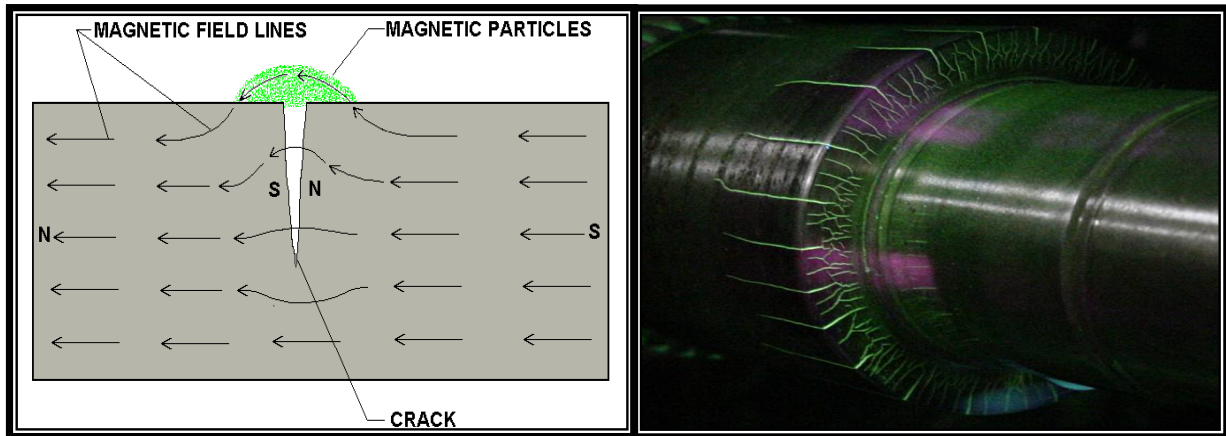 MAGNETIC FIELD LINES
MAGNETIC PARTICLES
S N
N S
CRACK